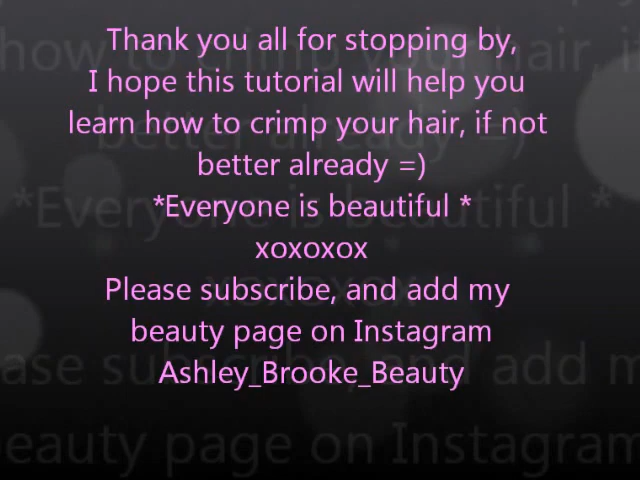 Thank you all for stopping by,
I hope this tutorial will help you
learn how to crimp your hair, if not
better already =)
*Everyone is beautiful *
xoxoxox
Please subscribe, and add my
beauty page on Instagram
Ashley_Brooke_Beauty